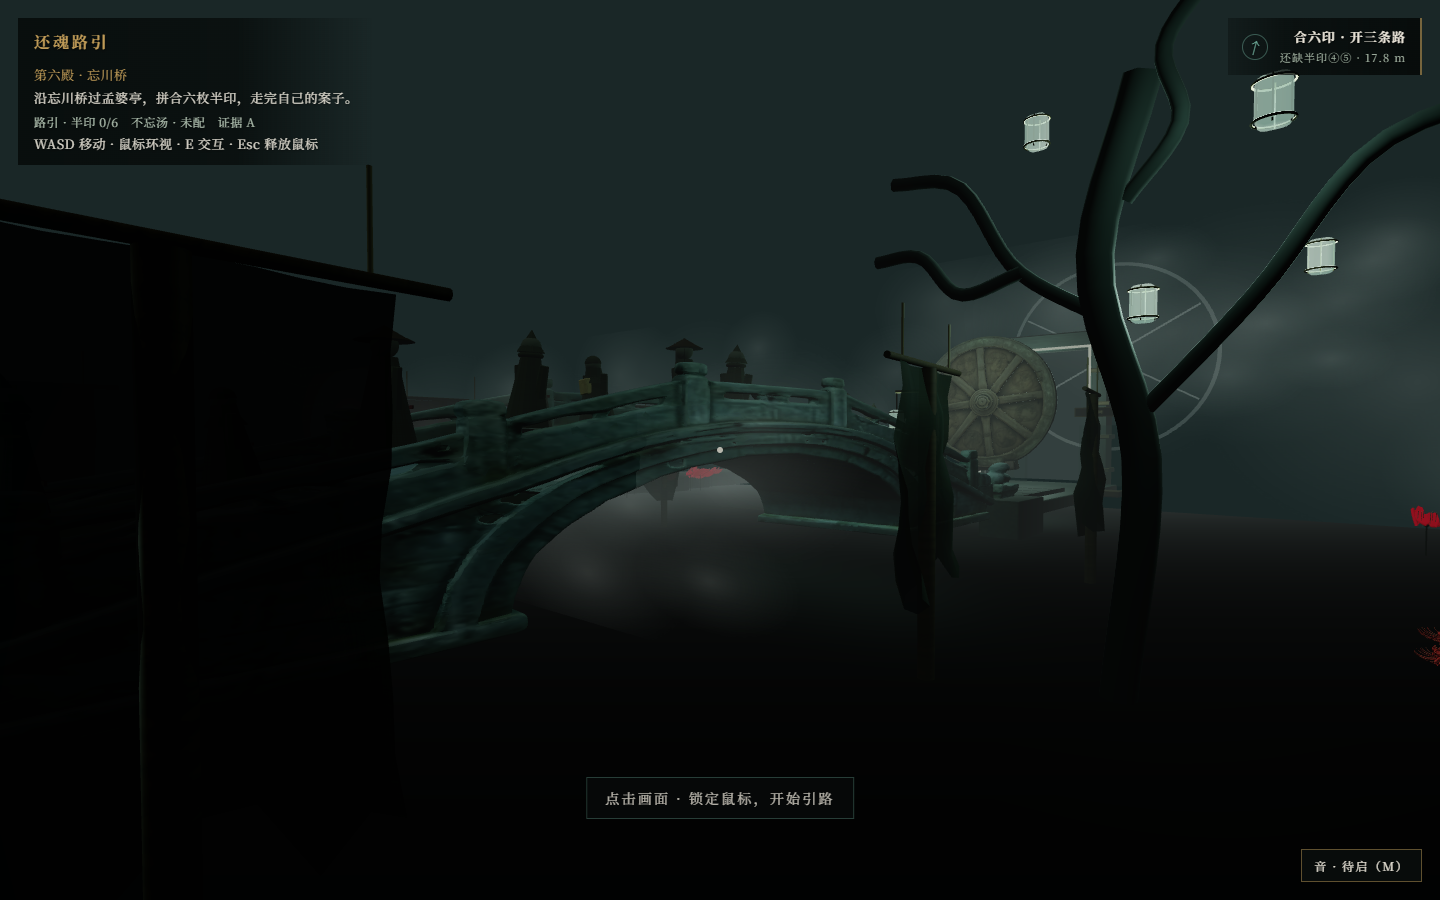 还魂路引
第六殿 · 忘川桥
沿忘川桥过孟婆亭，拼合六枚半印，走完自己的案子。
路引 · 半印 0/6 不忘汤 · 未配 证据 A
WASD 移动 · 鼠标环视 · E 交互 · Esc 释放鼠标
合六印 · 开三条路
还缺半印④⑤ · 17.8 m
点击画面 · 锁定鼠标，开始引路
音 · 待启（M）